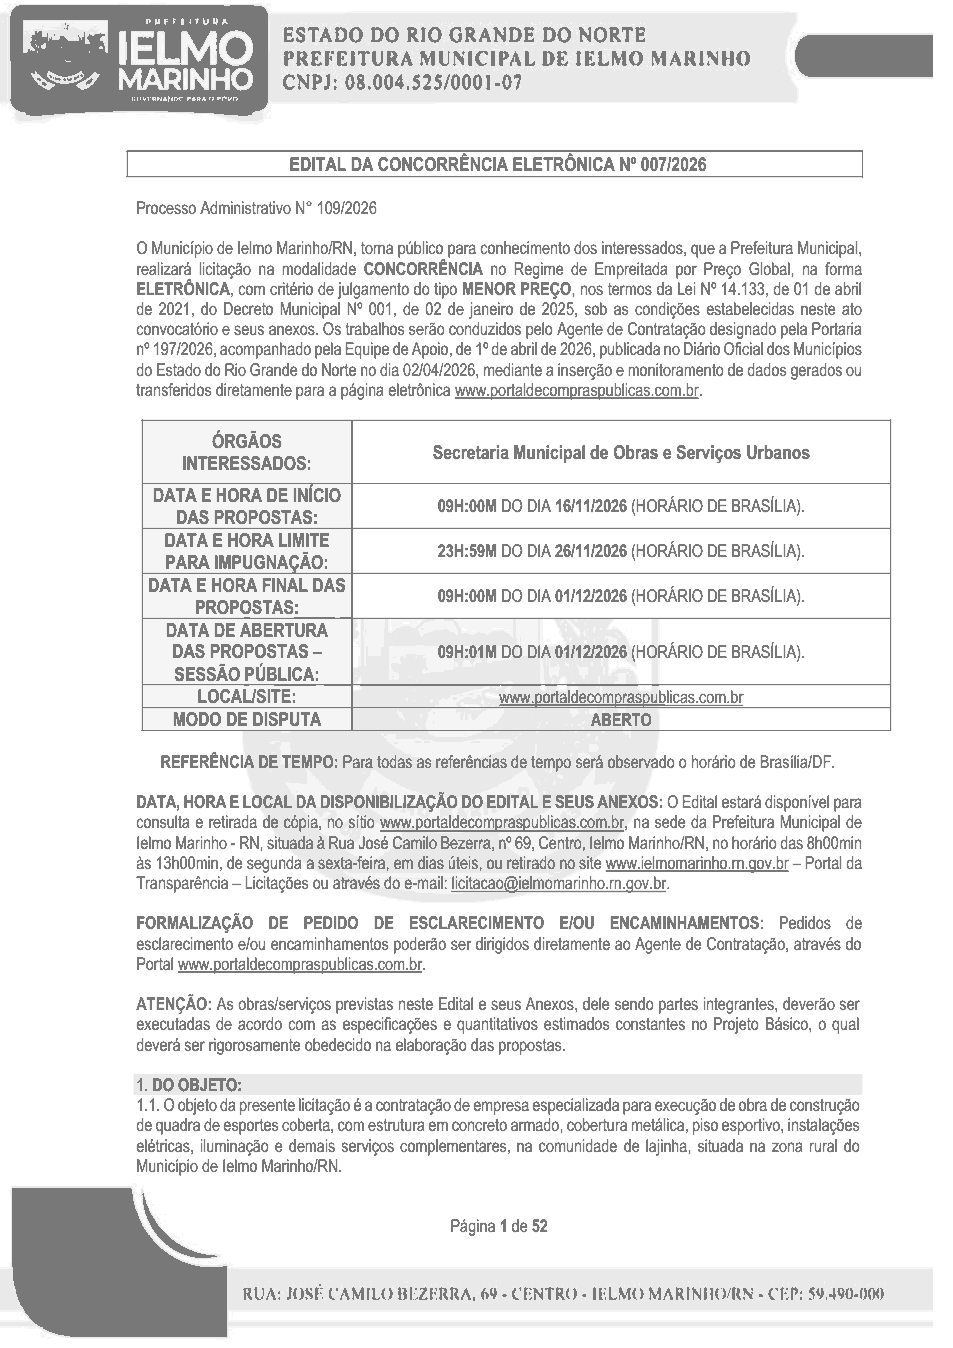 PREFEITURA
IELMO
MARINHO
GOVERNANDO PARA O POVO
ESTADO DO RIO GRANDE DO NORTE
PREFEITURA MUNICIPAL DE IELMO MARINHO
CNPJ: 08.004.525/0001-07
EDITAL DA CONCORRÊNCIA ELETRÔNICA Nº 007/2026
Processo Administrativo N° 109/2026
O Município de Ielmo Marinho/RN, torna público para conhecimento dos interessados, que a Prefeitura Municipal,
realizará licitação na modalidade CONCORRÊNCIA no Regime de Empreitada por Preço Global, na forma
ELETRÔNICA, com critério de julgamento do tipo MENOR PREÇO, nos termos da Lei Nº 14.133, de 01 de abril
de 2021, do Decreto Municipal Nº 001, de 02 de janeiro de 2025, sob as condições estabelecidas neste ato
convocatório e seus anexos. Os trabalhos serão conduzidos pelo Agente de Contratação designado pela Portaria
nº 197/2026, acompanhado pela Equipe de Apoio, de 1º de abril de 2026, publicada no Diário Oficial dos Municípios
do Estado do Rio Grande do Norte no dia 02/04/2026, mediante a inserção e monitoramento de dados gerados ou
transferidos diretamente para a página eletrônica www.portaldecompraspublicas.com.br.
ÓRGÃOS
INTERESSADOS:
Secretaria Municipal de Obras e Serviços Urbanos
DATA E HORA DE INÍCIO
DAS PROPOSTAS:
09H:00M DO DIA 16/11/2026 (HORÁRIO DE BRASÍLIA).
DATA E HORA LIMITE
PARA IMPUGNAÇÃO:
23H:59M DO DIA 26/11/2026 (HORÁRIO DE BRASÍLIA).
DATA E HORA FINAL DAS
PROPOSTAS:
09H:00M DO DIA 01/12/2026 (HORÁRIO DE BRASÍLIA).
DATA DE ABERTURA
DAS PROPOSTAS –
SESSÃO PÚBLICA:
09H:01M DO DIA 01/12/2026 (HORÁRIO DE BRASÍLIA).
LOCAL/SITE:
www.portaldecompraspublicas.com.br
MODO DE DISPUTA
ABERTO
REFERÊNCIA DE TEMPO: Para todas as referências de tempo será observado o horário de Brasília/DF.
DATA, HORA E LOCAL DA DISPONIBILIZAÇÃO DO EDITAL E SEUS ANEXOS: O Edital estará disponível para
consulta e retirada de cópia, no sítio www.portaldecompraspublicas.com.br, na sede da Prefeitura Municipal de
Ielmo Marinho - RN, situada à Rua José Camilo Bezerra, nº 69, Centro, Ielmo Marinho/RN, no horário das 8h00min
às 13h00min, de segunda a sexta-feira, em dias úteis, ou retirado no site www.ielmomarinho.rn.gov.br – Portal da
Transparência – Licitações ou através do e-mail: licitacao@ielmomarinho.rn.gov.br.
FORMALIZAÇÃO DE PEDIDO DE ESCLARECIMENTO E/OU ENCAMINHAMENTOS: Pedidos de
esclarecimento e/ou encaminhamentos poderão ser dirigidos diretamente ao Agente de Contratação, através do
Portal www.portaldecompraspublicas.com.br.
ATENÇÃO: As obras/serviços previstas neste Edital e seus Anexos, dele sendo partes integrantes, deverão ser
executadas de acordo com as especificações e quantitativos estimados constantes no Projeto Básico, o qual
deverá ser rigorosamente obedecido na elaboração das propostas.
1. DO OBJETO:
1.1. O objeto da presente licitação é a contratação de empresa especializada para execução de obra de construção
de quadra de esportes coberta, com estrutura em concreto armado, cobertura metálica, piso esportivo, instalações
elétricas, iluminação e demais serviços complementares, na comunidade de lajinha, situada na zona rural do
Município de Ielmo Marinho/RN.
Página 1 de 52
RUA: JOSÉ CAMILO BEZERRA, 69 - CENTRO - IELMO MARINHO/RN - CEP: 59.490-000